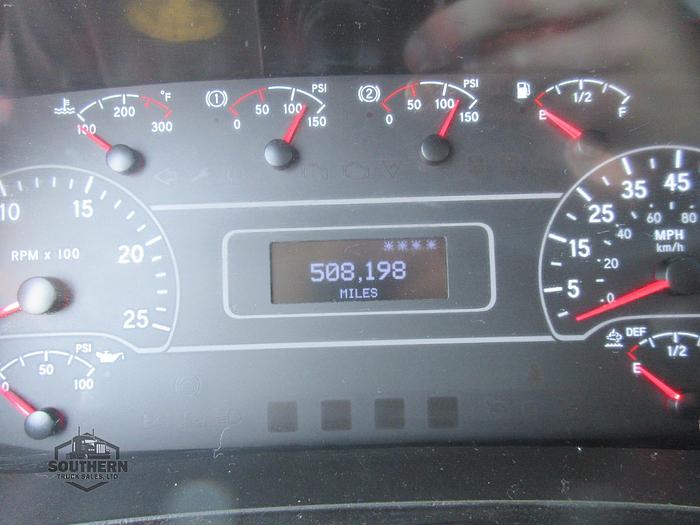 °F
100 200 300
(1) PSI
0 50 100 150
(2) PSI
0 50 100 150
E 1/2 F
10 15 20 25
RPM x 100
****
508,198
MILES
5 15 25 35 45
0 20 40 60 80
MPH
km/h
PSI
0 50 100
DEF
E 1/2
SOUTHERN
TRUCK SALES, LTD